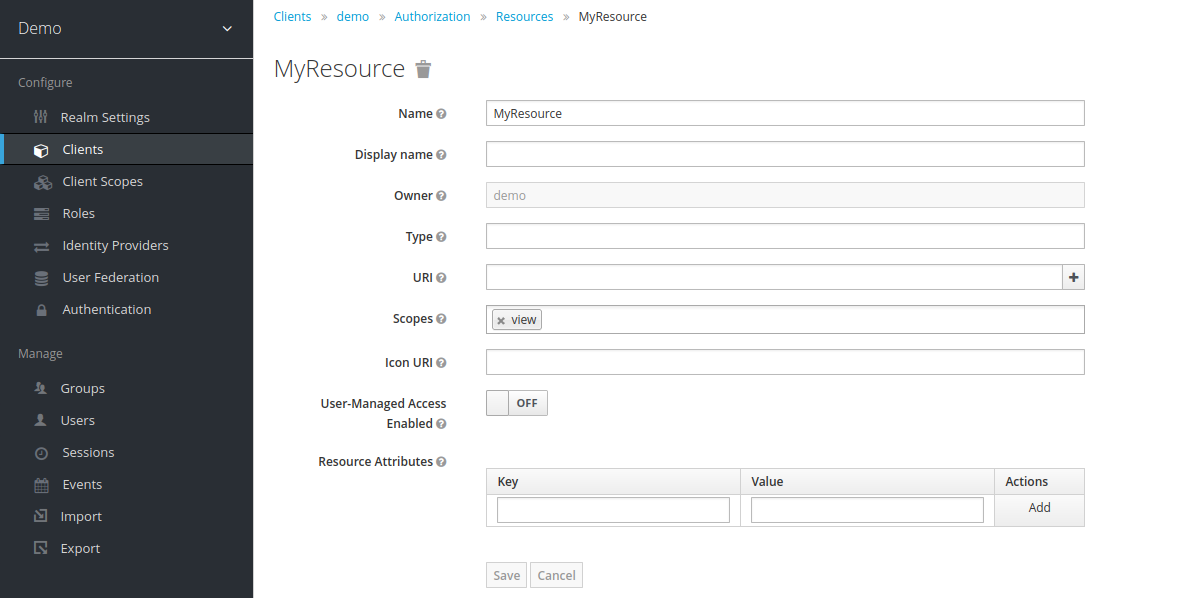 Demo
Configure
Realm Settings
Clients
Client Scopes
Roles
Identity Providers
User Federation
Authentication
Manage
Groups
Users
Sessions
Events
Import
Export
Clients » demo » Authorization » Resources » MyResource
MyResource
Name
MyResource
Display name
Owner
demo
Type
URI
Scopes
view
Icon URI
User-Managed Access
Enabled
OFF
Resource Attributes
Key Value Actions
Add
Save Cancel